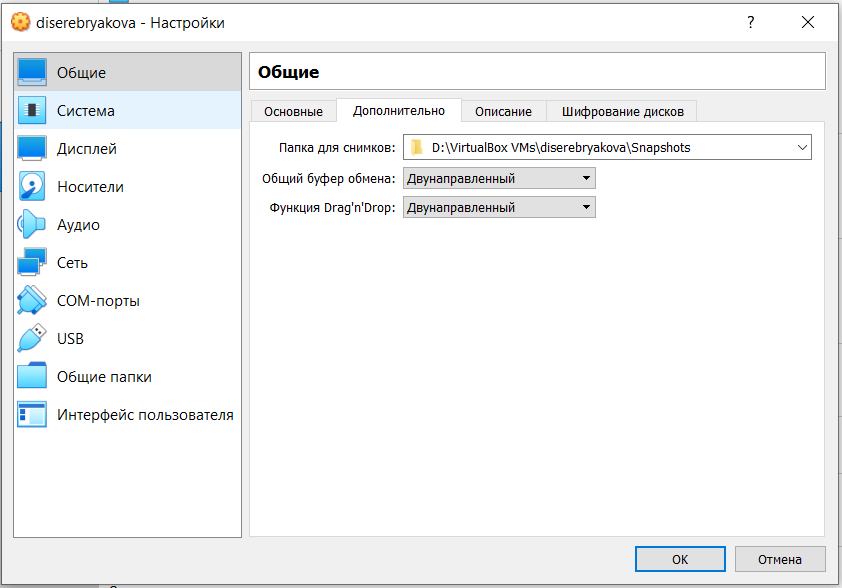 diserebryakova - Настройки
?
Общие
Система
Дисплей
Носители
Аудио
Сеть
COM-порты
USB
Общие папки
Интерфейс пользователя
Общие
Основные
Дополнительно
Описание
Шифрование дисков
Папка для снимков: D:\VirtualBox VMs\diserebryakova\Snapshots
Общий буфер обмена: Двунаправленный
Функция Drag'n'Drop: Двунаправленный
OK
Отмена